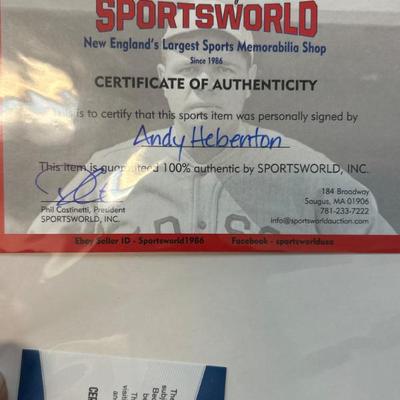 SPORTSWORLD
New England's Largest Sports Memorabilia Shop
Since 1986
CERTIFICATE OF AUTHENTICITY
This is to certify that this sports item was personally signed by
Andy Hebenton
This item is guaranteed 100% authentic by SPORTSWORLD, INC.
Phil Castinetti, President
SPORTSWORLD, INC.
184 Broadway
Saugus, MA 01906
781-233-7222
info@sportsworldauction.com
Ebay Seller ID - Sportsworld1986 Facebook - sportsworldusa